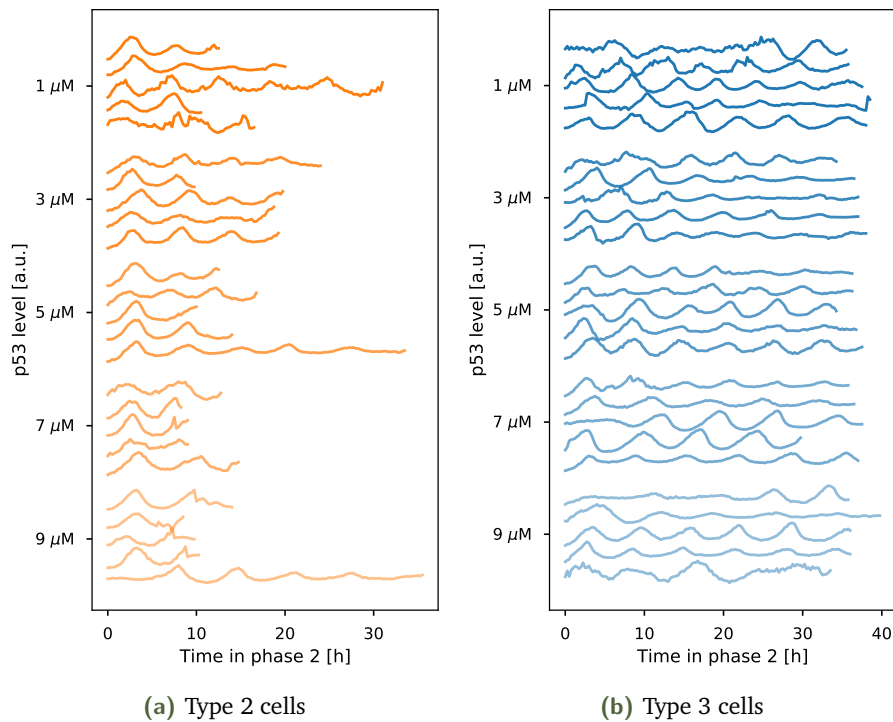 p53 level [a.u.]
1 µM
3 µM
5 µM
7 µM
9 µM
0 10 20 30
Time in phase 2 [h]
(a) Type 2 cells
p53 level [a.u.]
1 µM
3 µM
5 µM
7 µM
9 µM
0 10 20 30 40
Time in phase 2 [h]
(b) Type 3 cells